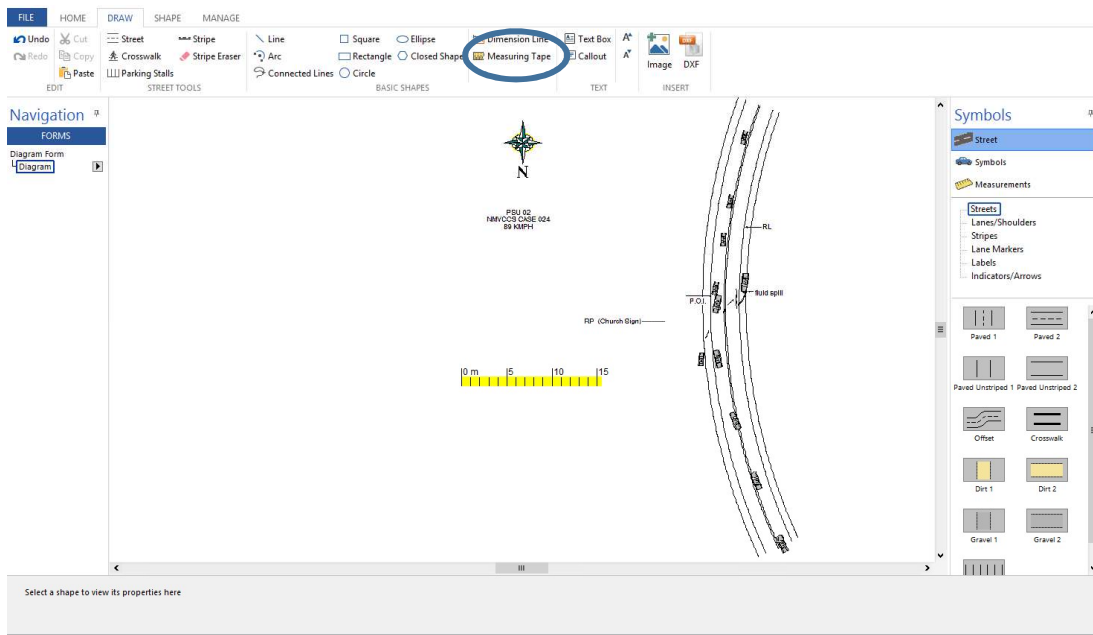 FILE HOME DRAW SHAPE MANAGE
Undo Cut Street Stripe Line Square Ellipse Dimension Line Text Box A
Redo Copy Crosswalk Stripe Eraser Arc Rectangle Closed Shape Measuring Tape Callout A
Paste Parking Stalls Connected Lines Circle Image DXF
EDIT STREET TOOLS BASIC SHAPES TEXT INSERT
Navigation
FORMS
Diagram Form
Diagram
N
PSU 02
NMVCCS CASE 024
89 KMPH
RL
fluid spill
P.O.I.
RP (Church Sign)
0 m 5 10 15
Symbols
Street
Symbols
Measurements
Streets
Lanes/Shoulders
Stripes
Lane Markers
Labels
Indicators/Arrows
Paved 1 Paved 2
Paved Unstriped 1 Paved Unstriped 2
Offset Crosswalk
Dirt 1 Dirt 2
Gravel 1 Gravel 2
Select a shape to view its properties here